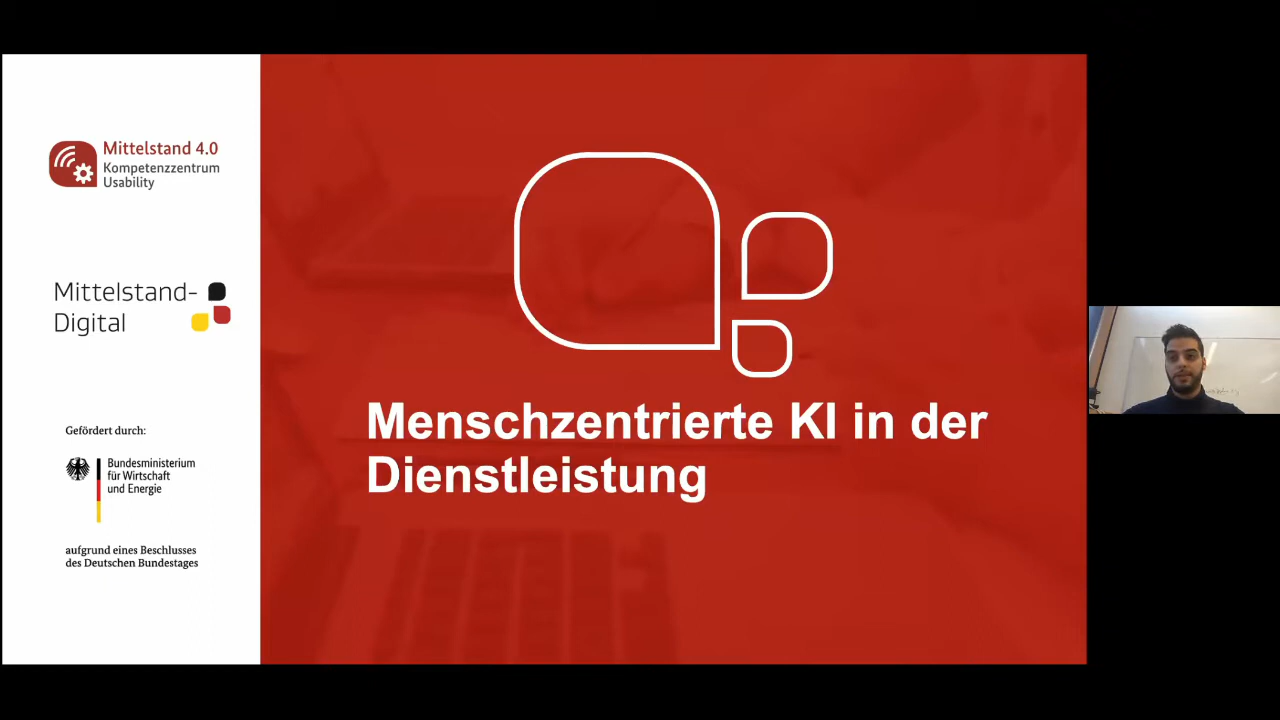 Mittelstand 4.0
Kompetenzzentrum
Usability
Mittelstand-
Digital
Gefördert durch:
Bundesministerium
für Wirtschaft
und Energie
aufgrund eines Beschlusses
des Deutschen Bundestages
Menschzentrierte KI in der
Dienstleistung